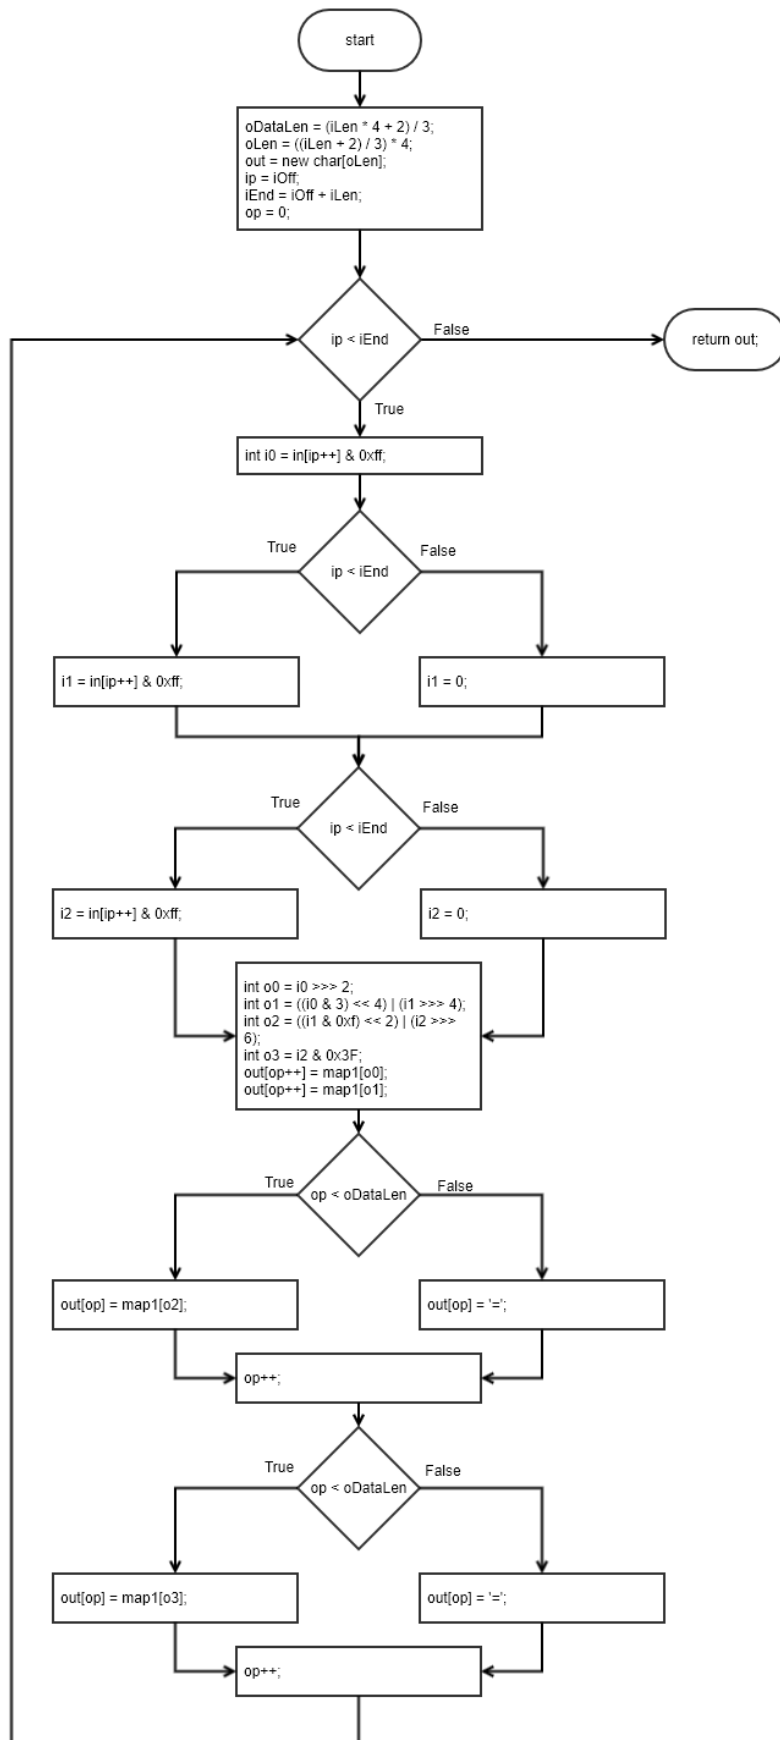 start
oDataLen = (iLen * 4 + 2) / 3;
oLen = ((iLen + 2) / 3) * 4;
out = new char[oLen];
ip = iOff;
iEnd = iOff + iLen;
op = 0;
ip < iEnd
False
return out;
True
int i0 = in[ip++] & 0xff;
True
ip < iEnd
False
i1 = in[ip++] & 0xff;
i1 = 0;
True
ip < iEnd
False
i2 = in[ip++] & 0xff;
i2 = 0;
int o0 = i0 >>> 2;
int o1 = ((i0 & 3) << 4) | (i1 >>> 4);
int o2 = ((i1 & 0xf) << 2) | (i2 >>>
6);
int o3 = i2 & 0x3F;
out[op++] = map1[o0];
out[op++] = map1[o1];
True
op < oDataLen
False
out[op] = map1[o2];
out[op] = '=';
op++;
True
op < oDataLen
False
out[op] = map1[o3];
out[op] = '=';
op++;